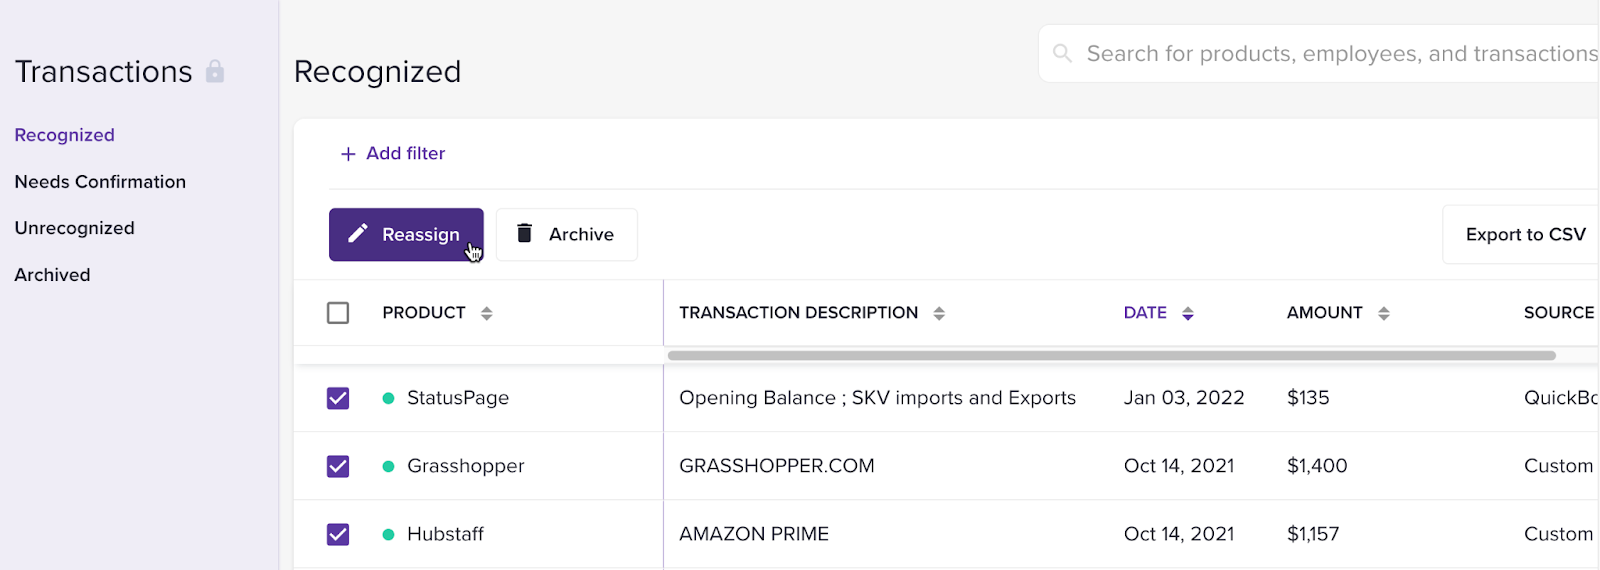 Transactions
Recognized
Needs Confirmation
Unrecognized
Archived
Recognized
Search for products, employees, and transactions
+ Add filter
Reassign
Archive
Export to CSV
PRODUCT TRANSACTION DESCRIPTION DATE AMOUNT SOURCE
StatusPage Opening Balance ; SKV imports and Exports Jan 03, 2022 $135 QuickBo
Grasshopper GRASSHOPPER.COM Oct 14, 2021 $1,400 Custom
Hubstaff AMAZON PRIME Oct 14, 2021 $1,157 Custom